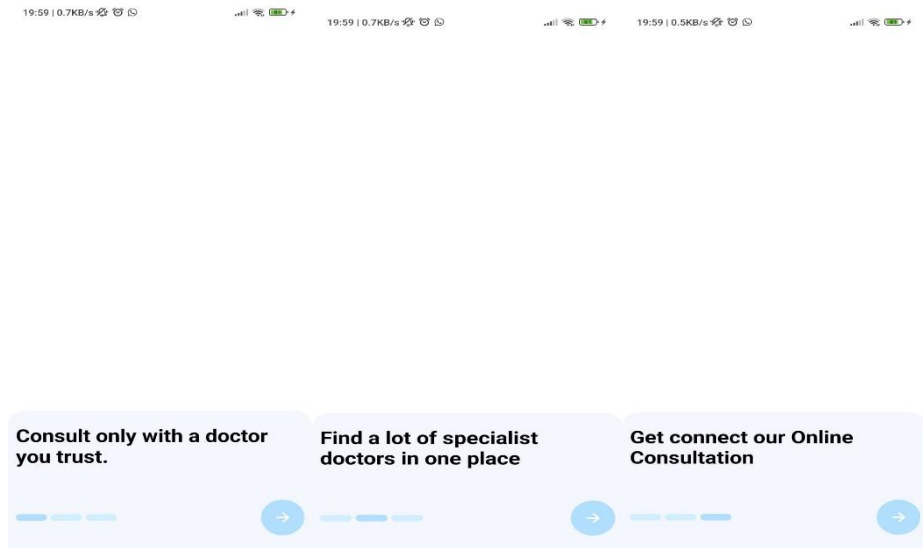 19:59 | 0.7KB/s
Consult only with a doctor
you trust.
19:59 | 0.7KB/s
Find a lot of specialist
doctors in one place
19:59 | 0.5KB/s
Get connect our Online
Consultation